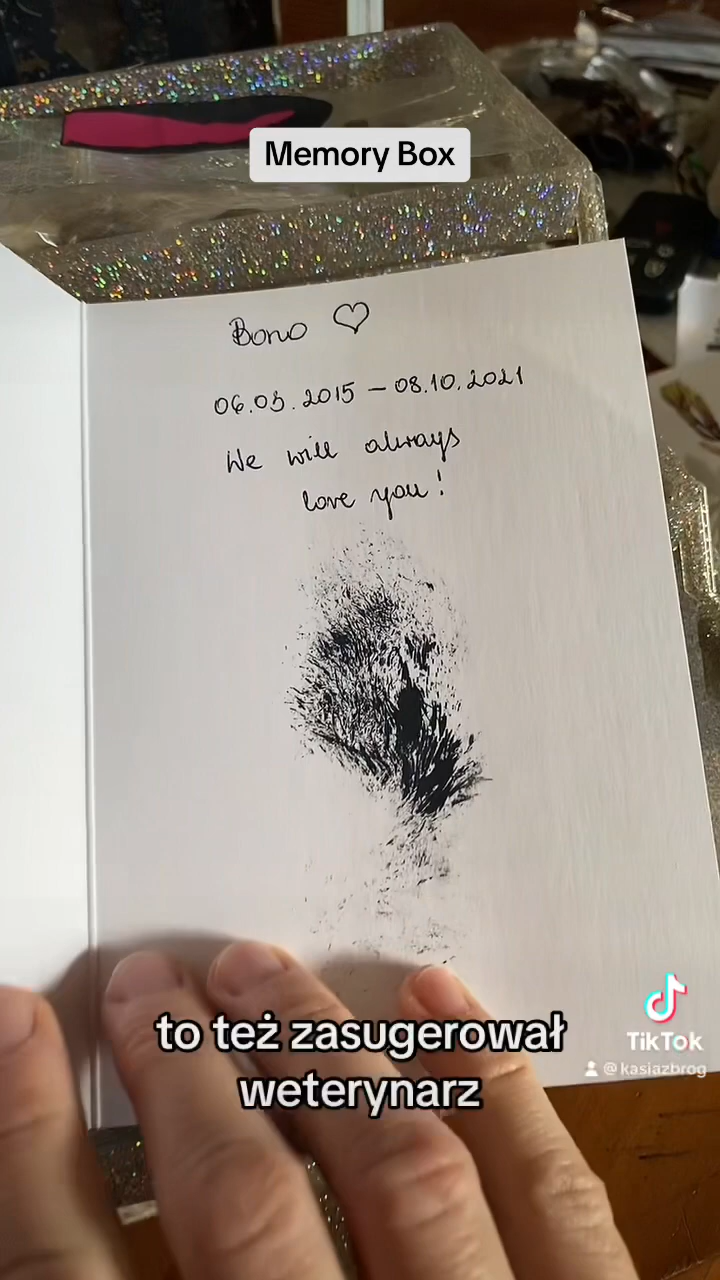 Memory Box
Bono
06.03.2015 – 08.10.2021
We will always
love you!
to też zasugerował
weterynarz
TikTok
@kasiazbrog